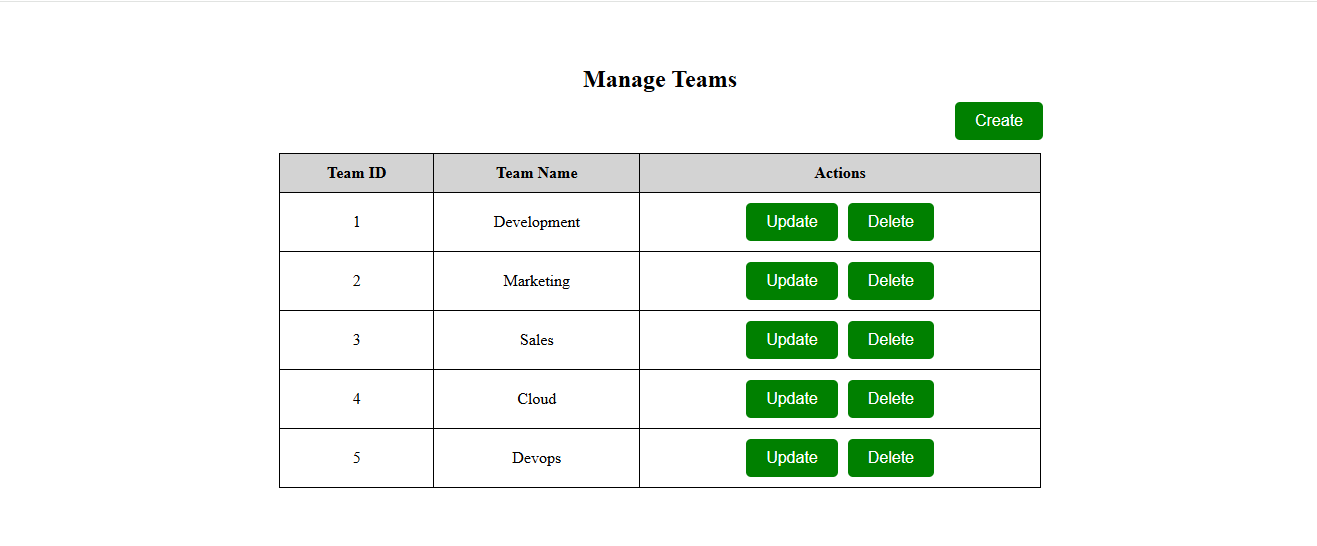 Manage Teams
Create
Team ID Team Name Actions
1 Development Update Delete
2 Marketing Update Delete
3 Sales Update Delete
4 Cloud Update Delete
5 Devops Update Delete